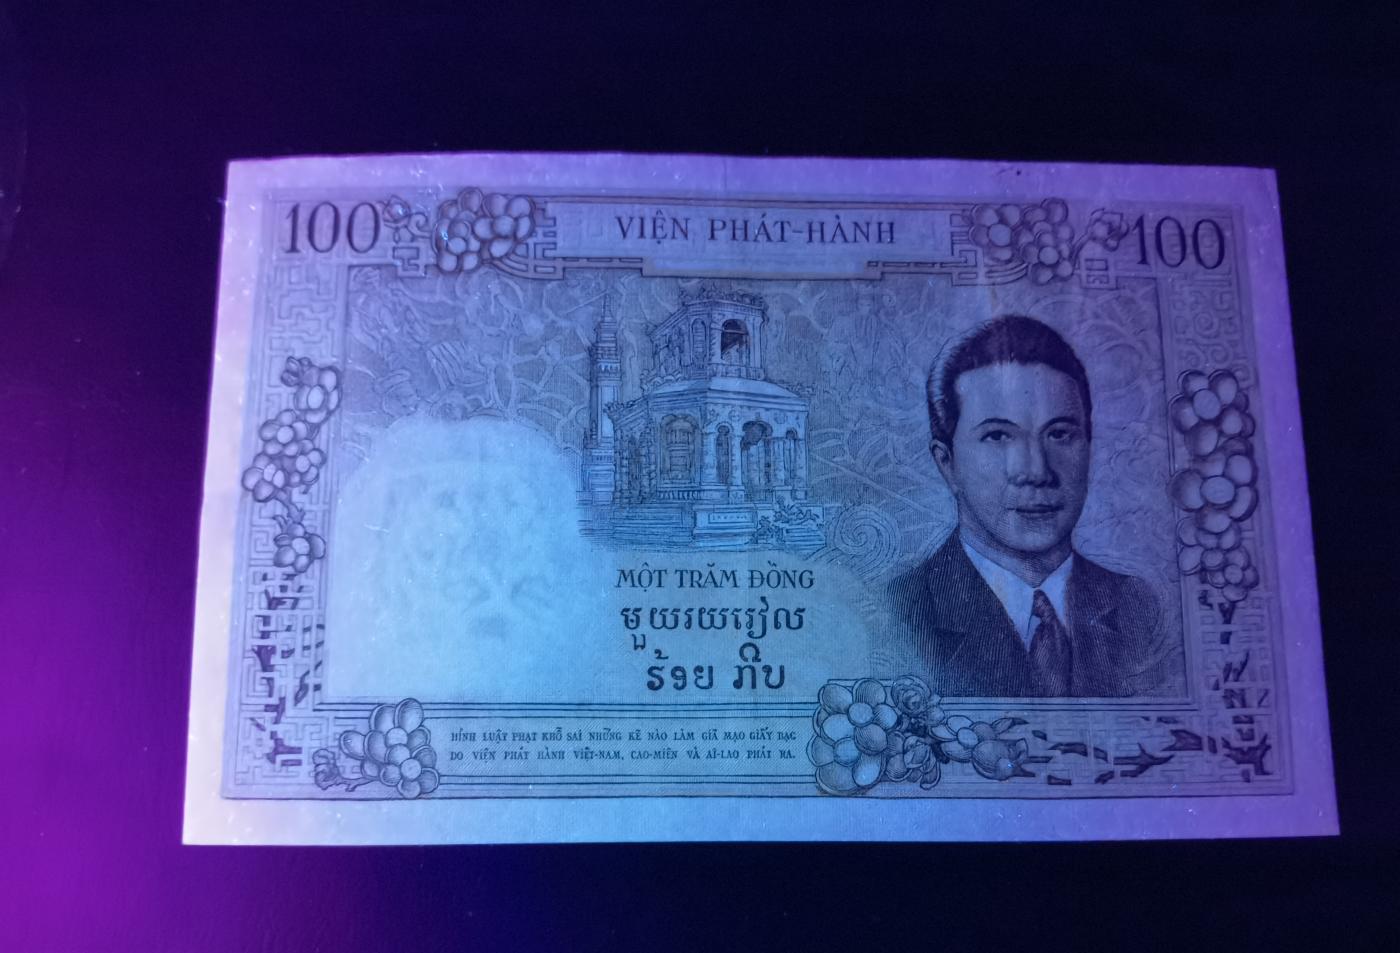 100 VIỆN PHÁT-HÀNH 100
MỘT TRĂM ĐỒNG
មួយរយរៀល
ຮ້ອຍ ກີບ
HÌNH LUẬT PHẠT KHỔ SAI NHỮNG KẺ NÀO LÀM GIẢ MẠO GIẤY BẠC
DO VIỆN PHÁT HÀNH VIỆT-NAM, CAO-MIÊN VÀ AI-LAO PHÁT RA.